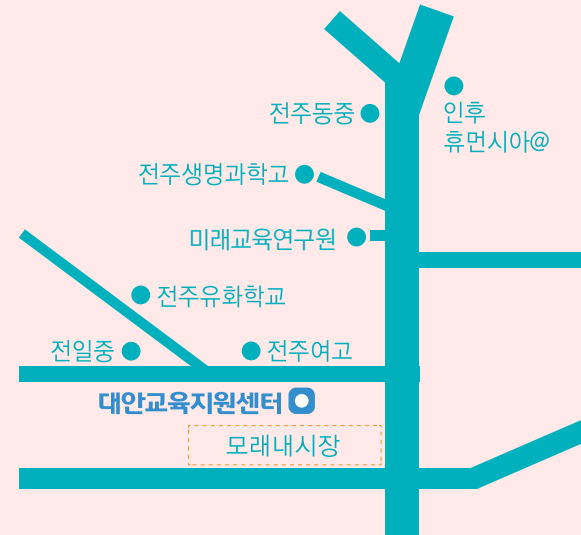 전주동중
인후
휴먼시아@
전주생명과학고
미래교육연구원
전주유화학교
전일중
전주여고
대안교육지원센터
모래내시장